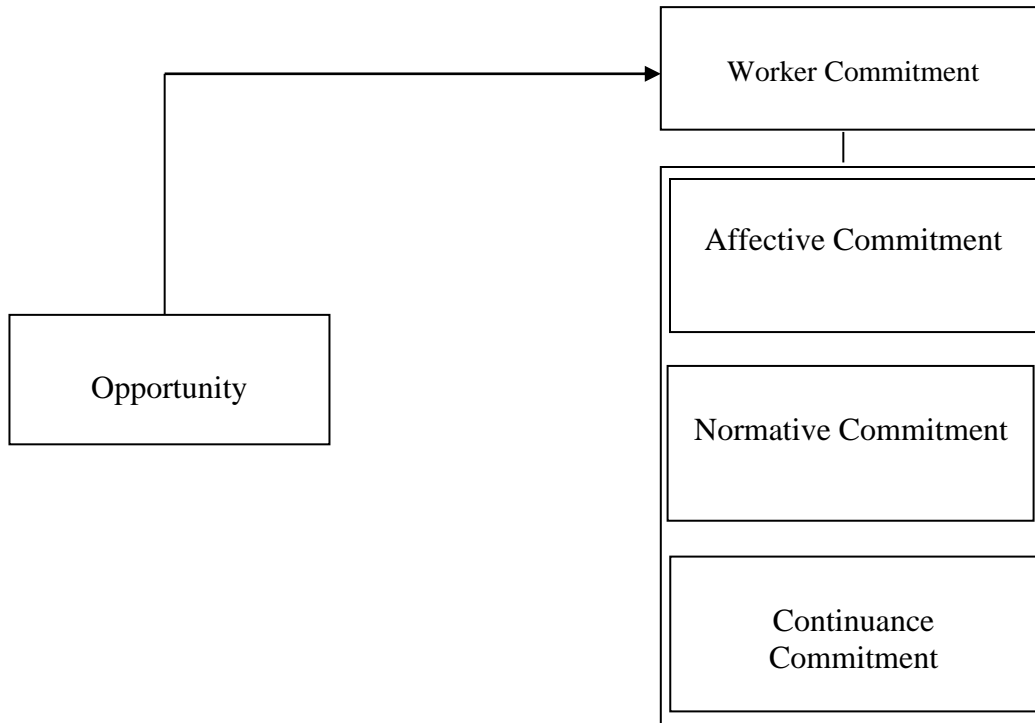 Worker Commitment
Affective Commitment
Opportunity
Normative Commitment
Continuance
Commitment